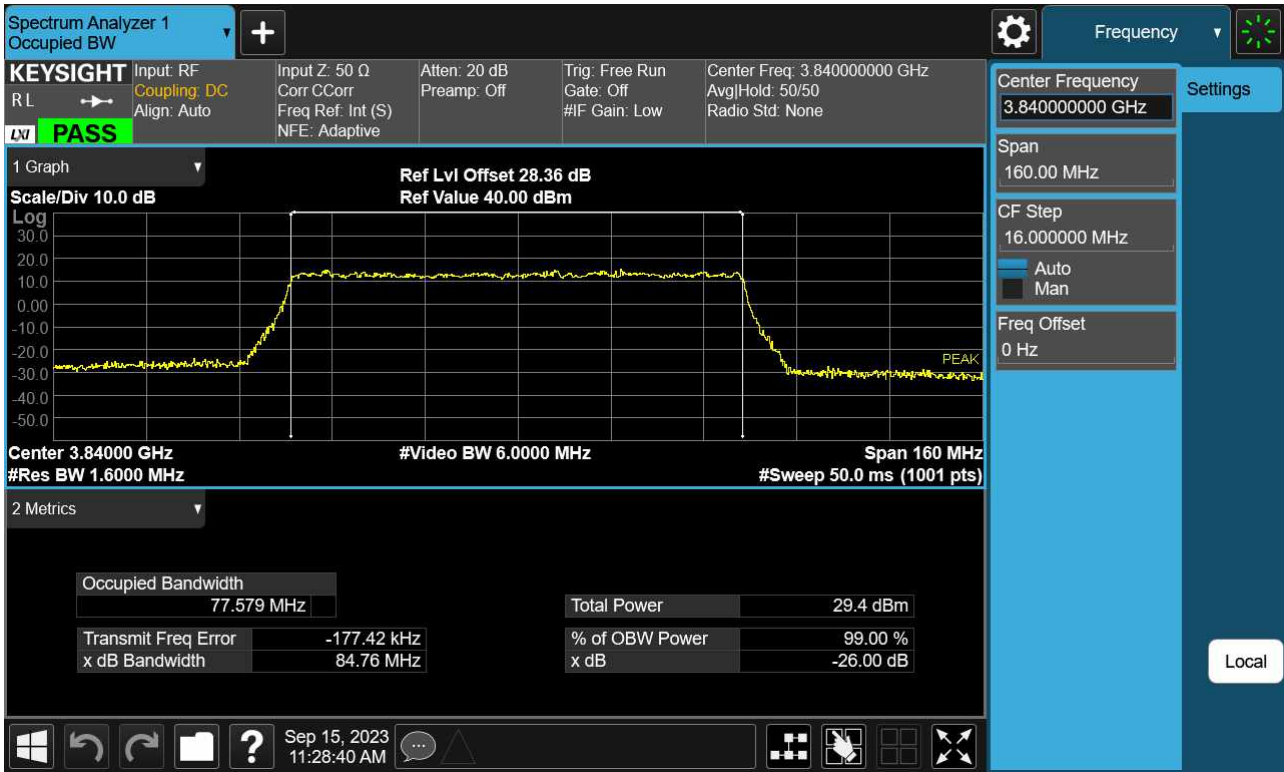 Spectrum Analyzer 1
Occupied BW
+
Frequency
KEYSIGHT
RL
LXI PASS
Input: RF
Coupling: DC
Align: Auto
Input Z: 50 Ω
Corr CCorr
Freq Ref: Int (S)
NFE: Adaptive
Atten: 20 dB
Preamp: Off
Trig: Free Run
Gate: Off
#IF Gain: Low
Center Freq: 3.840000000 GHz
Avg|Hold: 50/50
Radio Std: None
Center Frequency
3.840000000 GHz
Settings
Span
160.00 MHz
CF Step
16.000000 MHz
Auto
Man
Freq Offset
0 Hz
Local
1 Graph
Ref Lvl Offset 28.36 dB
Scale/Div 10.0 dB
Ref Value 40.00 dBm
Log
30.0
20.0
10.0
0.00
-10.0
-20.0
-30.0
-40.0
-50.0
PEAK
Center 3.84000 GHz
#Video BW 6.0000 MHz
Span 160 MHz
#Res BW 1.6000 MHz
#Sweep 50.0 ms (1001 pts)
2 Metrics
Occupied Bandwidth
77.579 MHz
Total Power 29.4 dBm
Transmit Freq Error -177.42 kHz
% of OBW Power 99.00 %
x dB Bandwidth 84.76 MHz
x dB -26.00 dB
?
Sep 15, 2023
11:28:40 AM